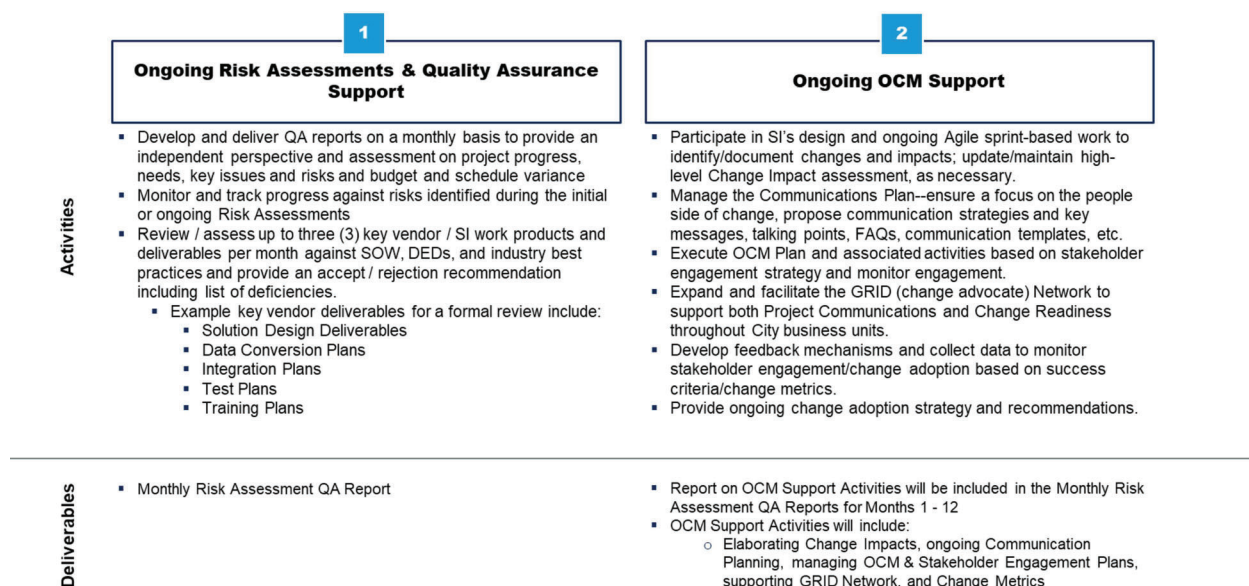 1
Ongoing Risk Assessments & Quality Assurance
Support
2
Ongoing OCM Support
Activities
▪ Develop and deliver QA reports on a monthly basis to provide an
independent perspective and assessment on project progress,
needs, key issues and risks and budget and schedule variance
▪ Monitor and track progress against risks identified during the initial
or ongoing Risk Assessments
▪ Review / assess up to three (3) key vendor / SI work products and
deliverables per month against SOW, DEDs, and industry best
practices and provide an accept / rejection recommendation
including list of deficiencies.
▪ Example key vendor deliverables for a formal review include:
▪ Solution Design Deliverables
▪ Data Conversion Plans
▪ Integration Plans
▪ Test Plans
▪ Training Plans
▪ Participate in SI's design and ongoing Agile sprint-based work to
identify/document changes and impacts; update/maintain high-
level Change Impact assessment, as necessary.
▪ Manage the Communications Plan--ensure a focus on the people
side of change, propose communication strategies and key
messages, talking points, FAQs, communication templates, etc.
▪ Execute OCM Plan and associated activities based on stakeholder
engagement strategy and monitor engagement.
▪ Expand and facilitate the GRID (change advocate) Network to
support both Project Communications and Change Readiness
throughout City business units.
▪ Develop feedback mechanisms and collect data to monitor
stakeholder engagement/change adoption based on success
criteria/change metrics.
▪ Provide ongoing change adoption strategy and recommendations.
Deliverables
▪ Monthly Risk Assessment QA Report
▪ Report on OCM Support Activities will be included in the Monthly Risk
Assessment QA Reports for Months 1 - 12
▪ OCM Support Activities will include:
○ Elaborating Change Impacts, ongoing Communication
Planning, managing OCM & Stakeholder Engagement Plans,
supporting GRID Network, and Change Metrics